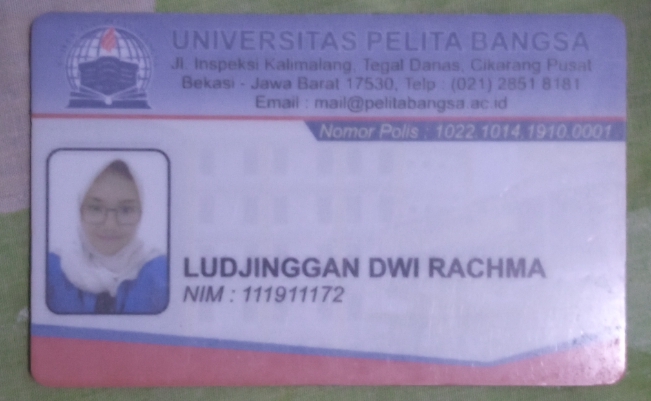 UNIVERSITAS PELITA BANGSA
Jl. Inspeksi Kalimalang, Tegal Danas, Cikarang Pusat
Bekasi - Jawa Barat 17530, Telp : (021) 2851 8181
Email : mail@pelitabangsa.ac.id
Nomor Polis : 1022.1014.1910.0001
LUDJINGGAN DWI RACHMA
NIM : 111911172